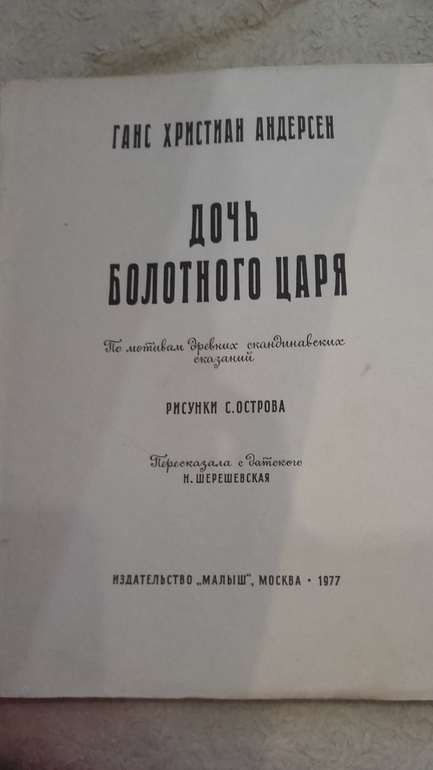 ГАНС ХРИСТИАН АНДЕРСЕН
ДОЧЬ
БОЛОТНОГО ЦАРЯ
По мотивам древних скандинавских
сказаний
РИСУНКИ С. ОСТРОВА
Пересказала с датского
Н. ШЕРЕШЕВСКАЯ
ИЗДАТЕЛЬСТВО „МАЛЫШ“, МОСКВА • 1977